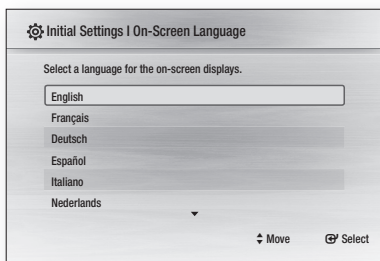 Initial Settings I On-Screen Language
Select a language for the on-screen displays.
English
Français
Deutsch
Español
Italiano
Nederlands
Move Select